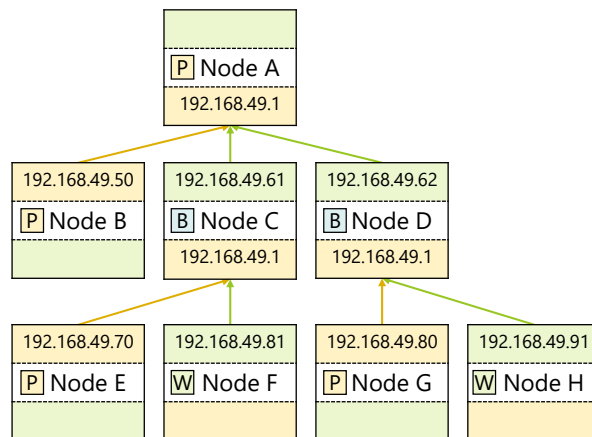 P Node A
192.168.49.1
192.168.49.50 192.168.49.61 192.168.49.62
P Node B B Node C B Node D
192.168.49.1 192.168.49.1
192.168.49.70 192.168.49.81 192.168.49.80 192.168.49.91
P Node E W Node F P Node G W Node H